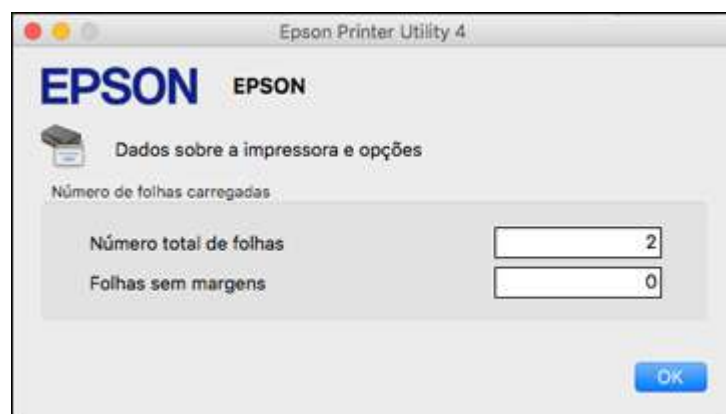 Epson Printer Utility 4
EPSON EPSON
Dados sobre a impressora e opções
Número de folhas carregadas
Número total de folhas 2
Folhas sem margens 0
OK